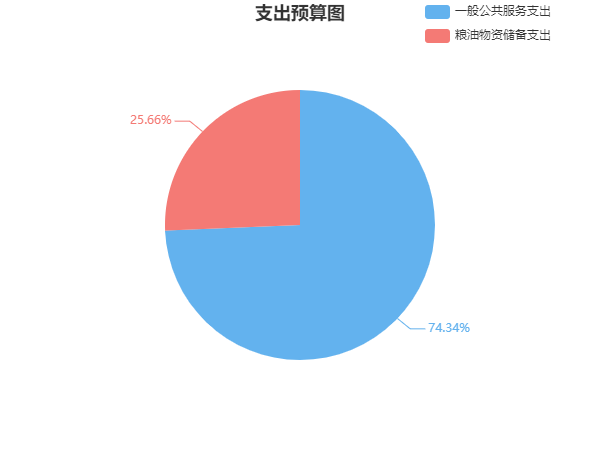 支出预算图
一般公共服务支出
粮油物资储备支出
25.66%
74.34%